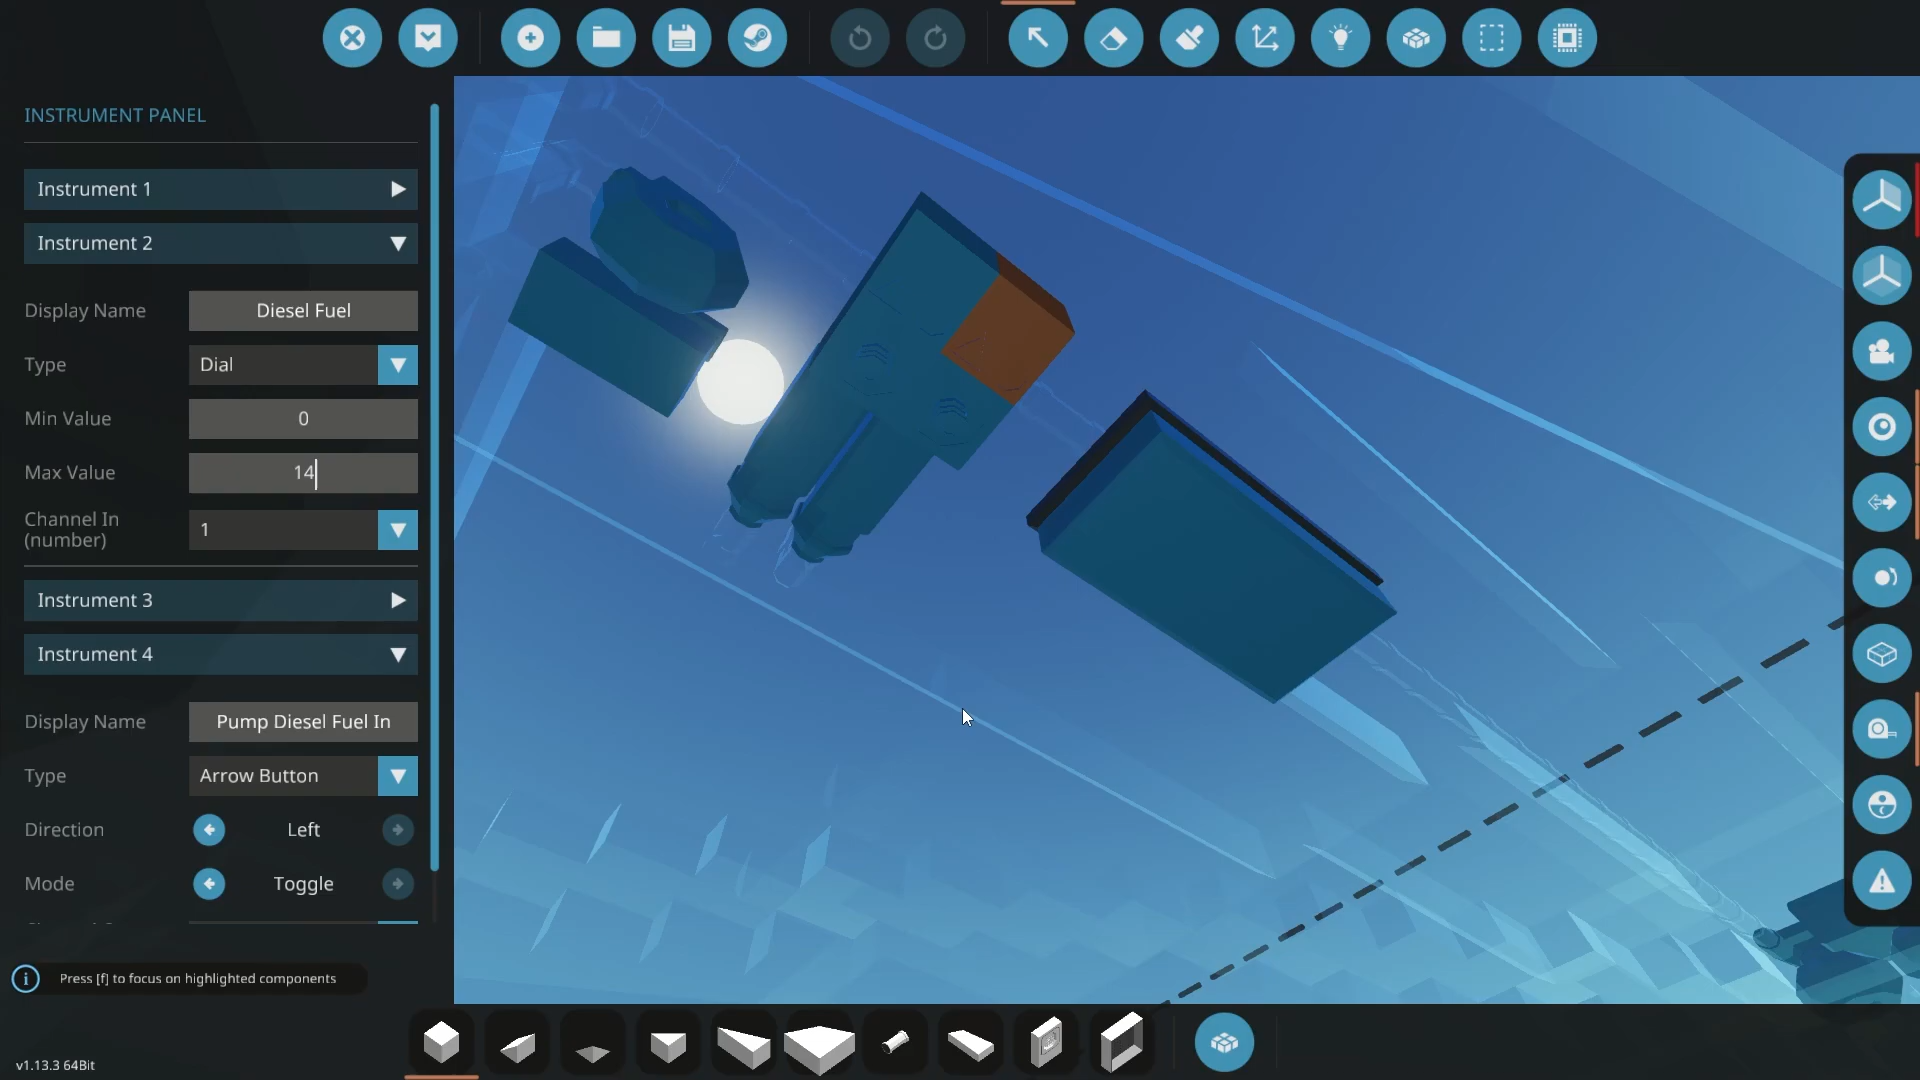 INSTRUMENT PANEL
Instrument 1
Instrument 2
Display Name Diesel Fuel
Type Dial
Min Value 0
Max Value 14
Channel In (number) 1
Instrument 3
Instrument 4
Display Name Pump Diesel Fuel In
Type Arrow Button
Direction Left
Mode Toggle
Press [f] to focus on highlighted components
v1.13.3 64Bit